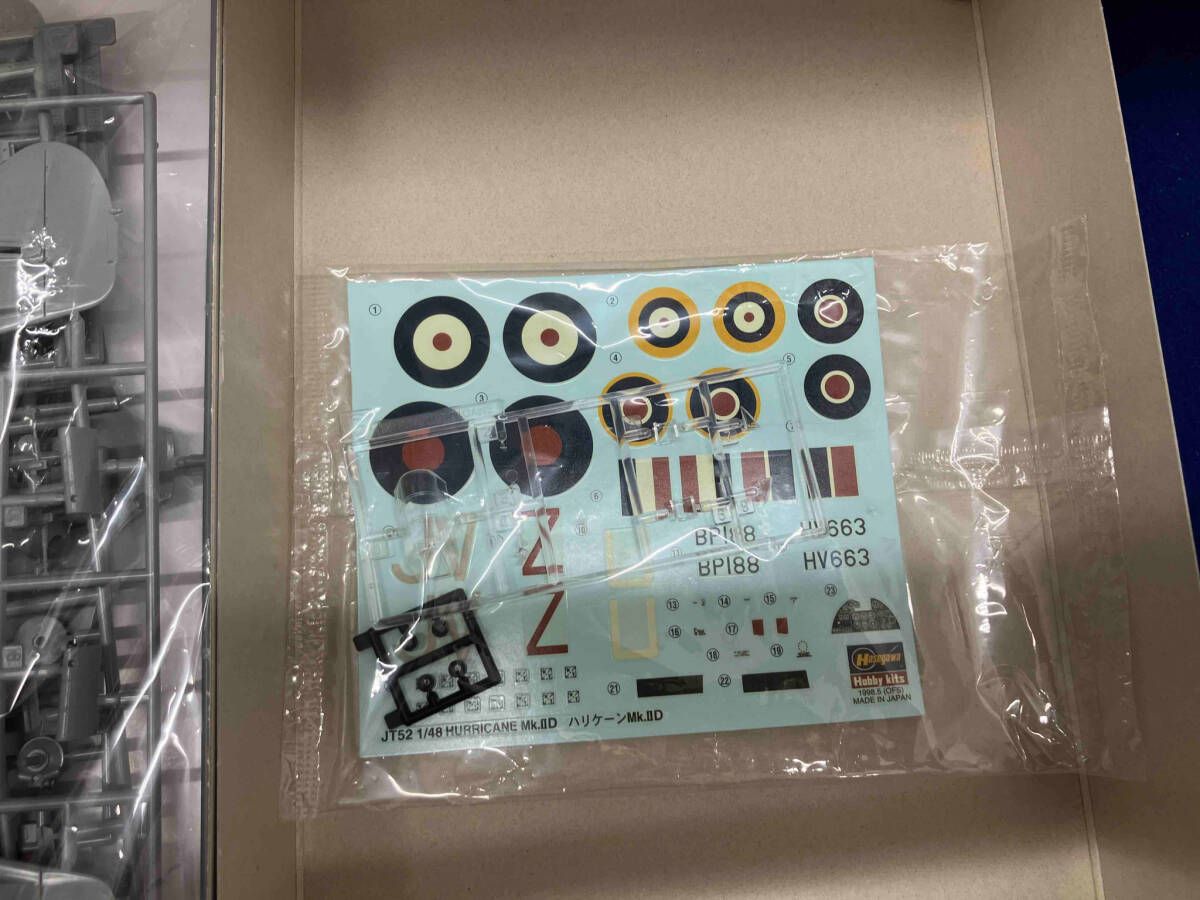 1
2
3
4
5
6
BP188 HV663
BP188 HV663
JV
Z
Z
13 14 15 23
16 17
18 19
21 22
Hasegawa
Hobby kits
1998.5 (OFS)
MADE IN JAPAN
JT52 1/48 HURRICANE Mk.IID ハリケーンMk.IID